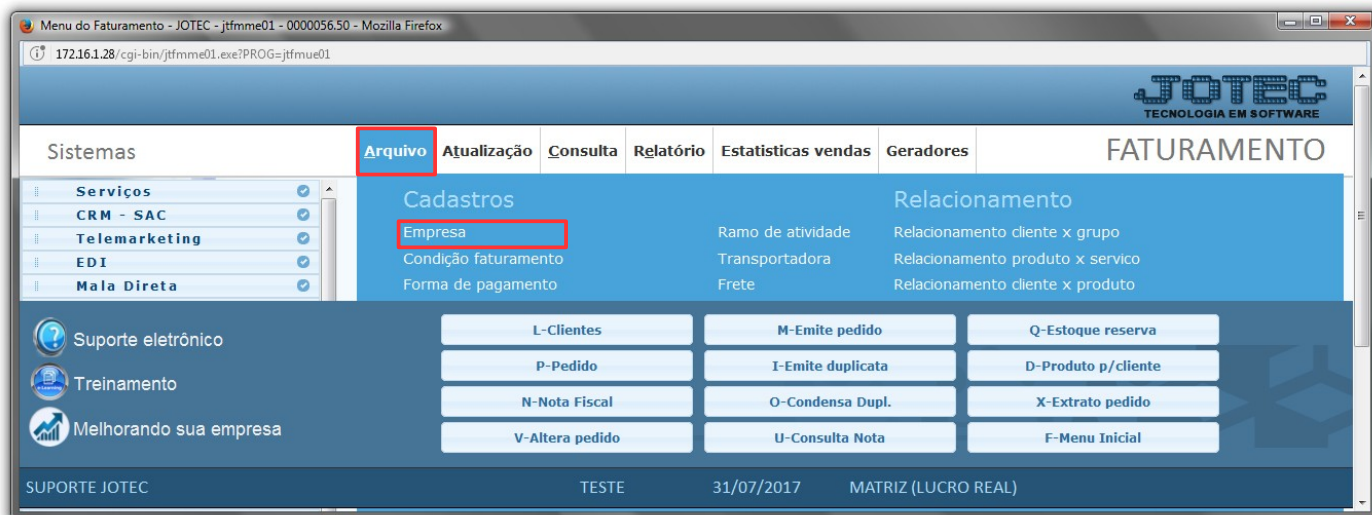 Menu do Faturamento - JOTEC - jtfmme01 - 0000056.50 - Mozilla Firefox
172.16.1.28/cgi-bin/jtfmme01.exe?PROG=jtfmue01
JOTEC
TECNOLOGIA EM SOFTWARE
Sistemas
Arquivo Atualização Consulta Relatório Estatisticas vendas Geradores
FATURAMENTO
Serviços
CRM - SAC
Telemarketing
EDI
Mala Direta
Cadastros
Relacionamento
Empresa Ramo de atividade Relacionamento cliente x grupo
Condição faturamento Transportadora Relacionamento produto x servico
Forma de pagamento Frete Relacionamento cliente x produto
Suporte eletrônico
Treinamento
Melhorando sua empresa
L-Clientes M-Emite pedido Q-Estoque reserva
P-Pedido I-Emite duplicata D-Produto p/cliente
N-Nota Fiscal O-Condensa Dupl. X-Extrato pedido
V-Altera pedido U-Consulta Nota F-Menu Inicial
SUPORTE JOTEC TESTE 31/07/2017 MATRIZ (LUCRO REAL)